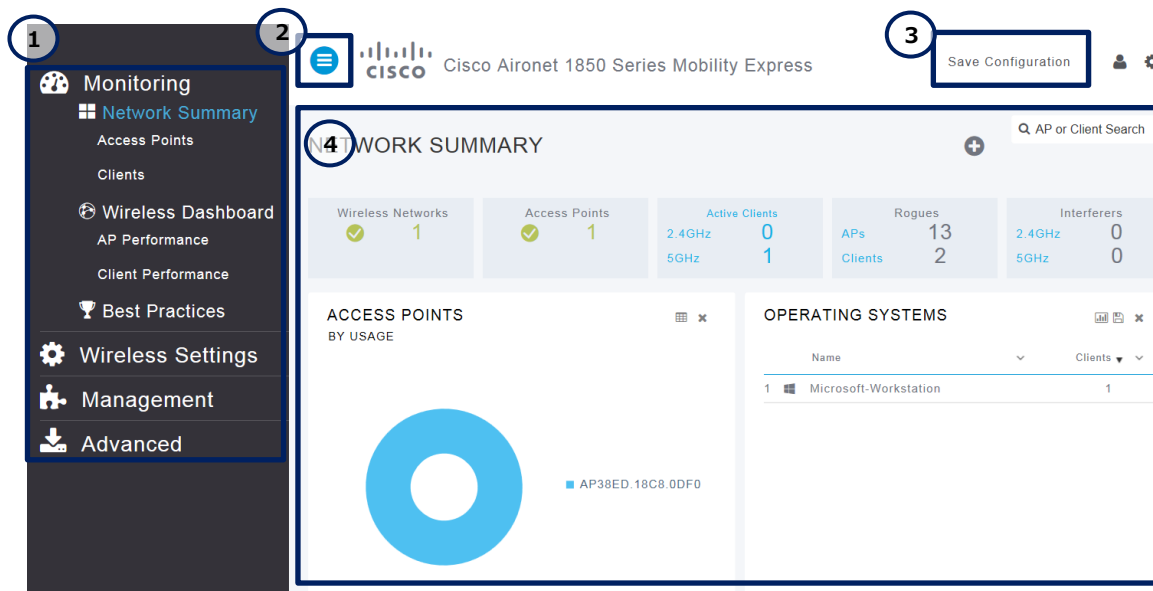 1
2
3
CISCO
Cisco Aironet 1850 Series Mobility Express
Save Configuration
Monitoring
Network Summary
Access Points
Clients
Wireless Dashboard
AP Performance
Client Performance
Best Practices
Wireless Settings
Management
Advanced
4
NETWORK SUMMARY
AP or Client Search
Wireless Networks
1
Access Points
1
Active Clients
2.4GHz 0
5GHz 1
Rogues
APs 13
Clients 2
Interferers
2.4GHz 0
5GHz 0
ACCESS POINTS
BY USAGE
AP38ED.18C8.0DF0
OPERATING SYSTEMS
Name Clients
1 Microsoft-Workstation 1